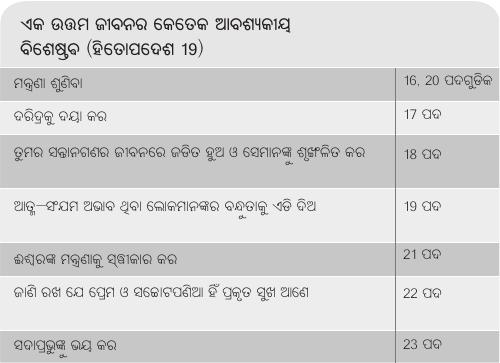 ଏକ ଉତ୍ତମ ଜୀବନର କେତେକ ଆବଶ୍ୟକୀୟ
ବିଶେଷତ୍ଵ (ହିତୋପଦେଶ 19)
ମନ୍ତ୍ରଣା ଶୁଣିବା 16, 20 ପଦଗୁଡିକ
ଦରିଦ୍ରକୁ ଦୟା କର 17 ପଦ
ତୁମର ସନ୍ତାନଗଣର ଜୀବନରେ ଜଡିତ ହୁଅ ଓ ସେମାନଙ୍କୁ ଶୃଙ୍ଖଳିତ କର 18 ପଦ
ଆତ୍ମ–ସଂଯମ ଅଭାବ ଥିବା ଲୋକମାନଙ୍କର ବନ୍ଧୁତାକୁ ଏଡି ଦିଅ 19 ପଦ
ଈଶ୍ୱରଙ୍କ ମନ୍ତ୍ରଣାକୁ ସ୍ୱୀକାର କର 21 ପଦ
ଜାଣି ରଖ ଯେ ପ୍ରେମ ଓ ସଚ୍ଚୋଟପଣିଆ ହିଁ ପ୍ରକୃତ ସୁଖ ଆଣେ 22 ପଦ
ସଦାପ୍ରଭୁଙ୍କୁ ଭୟ କର 23 ପଦ